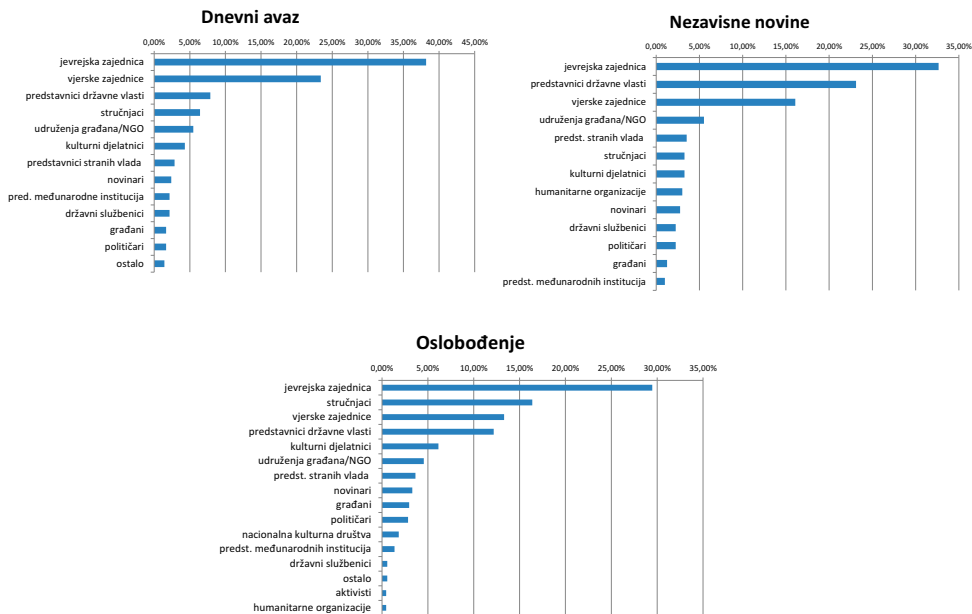 Dnevni avaz
0,00% 5,00% 10,00% 15,00% 20,00% 25,00% 30,00% 35,00% 40,00% 45,00%
jevrejska zajednica
vjerske zajednice
predstavnici državne vlasti
stručnjaci
udruženja građana/NGO
kulturni djelatnici
predstavnici stranih vlada
novinari
pred. međunarodne institucija
državni službenici
građani
političari
ostalo
Nezavisne novine
0,00% 5,00% 10,00% 15,00% 20,00% 25,00% 30,00% 35,00%
jevrejska zajednica
predstavnici državne vlasti
vjerske zajednice
udruženja građana/NGO
predst. stranih vlada
stručnjaci
kulturni djelatnici
humanitarne organizacije
novinari
državni službenici
političari
građani
predst. međunarodnih institucija
Oslobođenje
0,00% 5,00% 10,00% 15,00% 20,00% 25,00% 30,00% 35,00%
jevrejska zajednica
stručnjaci
vjerske zajednice
predstavnici državne vlasti
kulturni djelatnici
udruženja građana/NGO
predst. stranih vlada
novinari
građani
političari
nacionalna kulturna društva
predst. međunarodnih institucija
državni službenici
ostalo
aktivisti
humanitarne organizacije